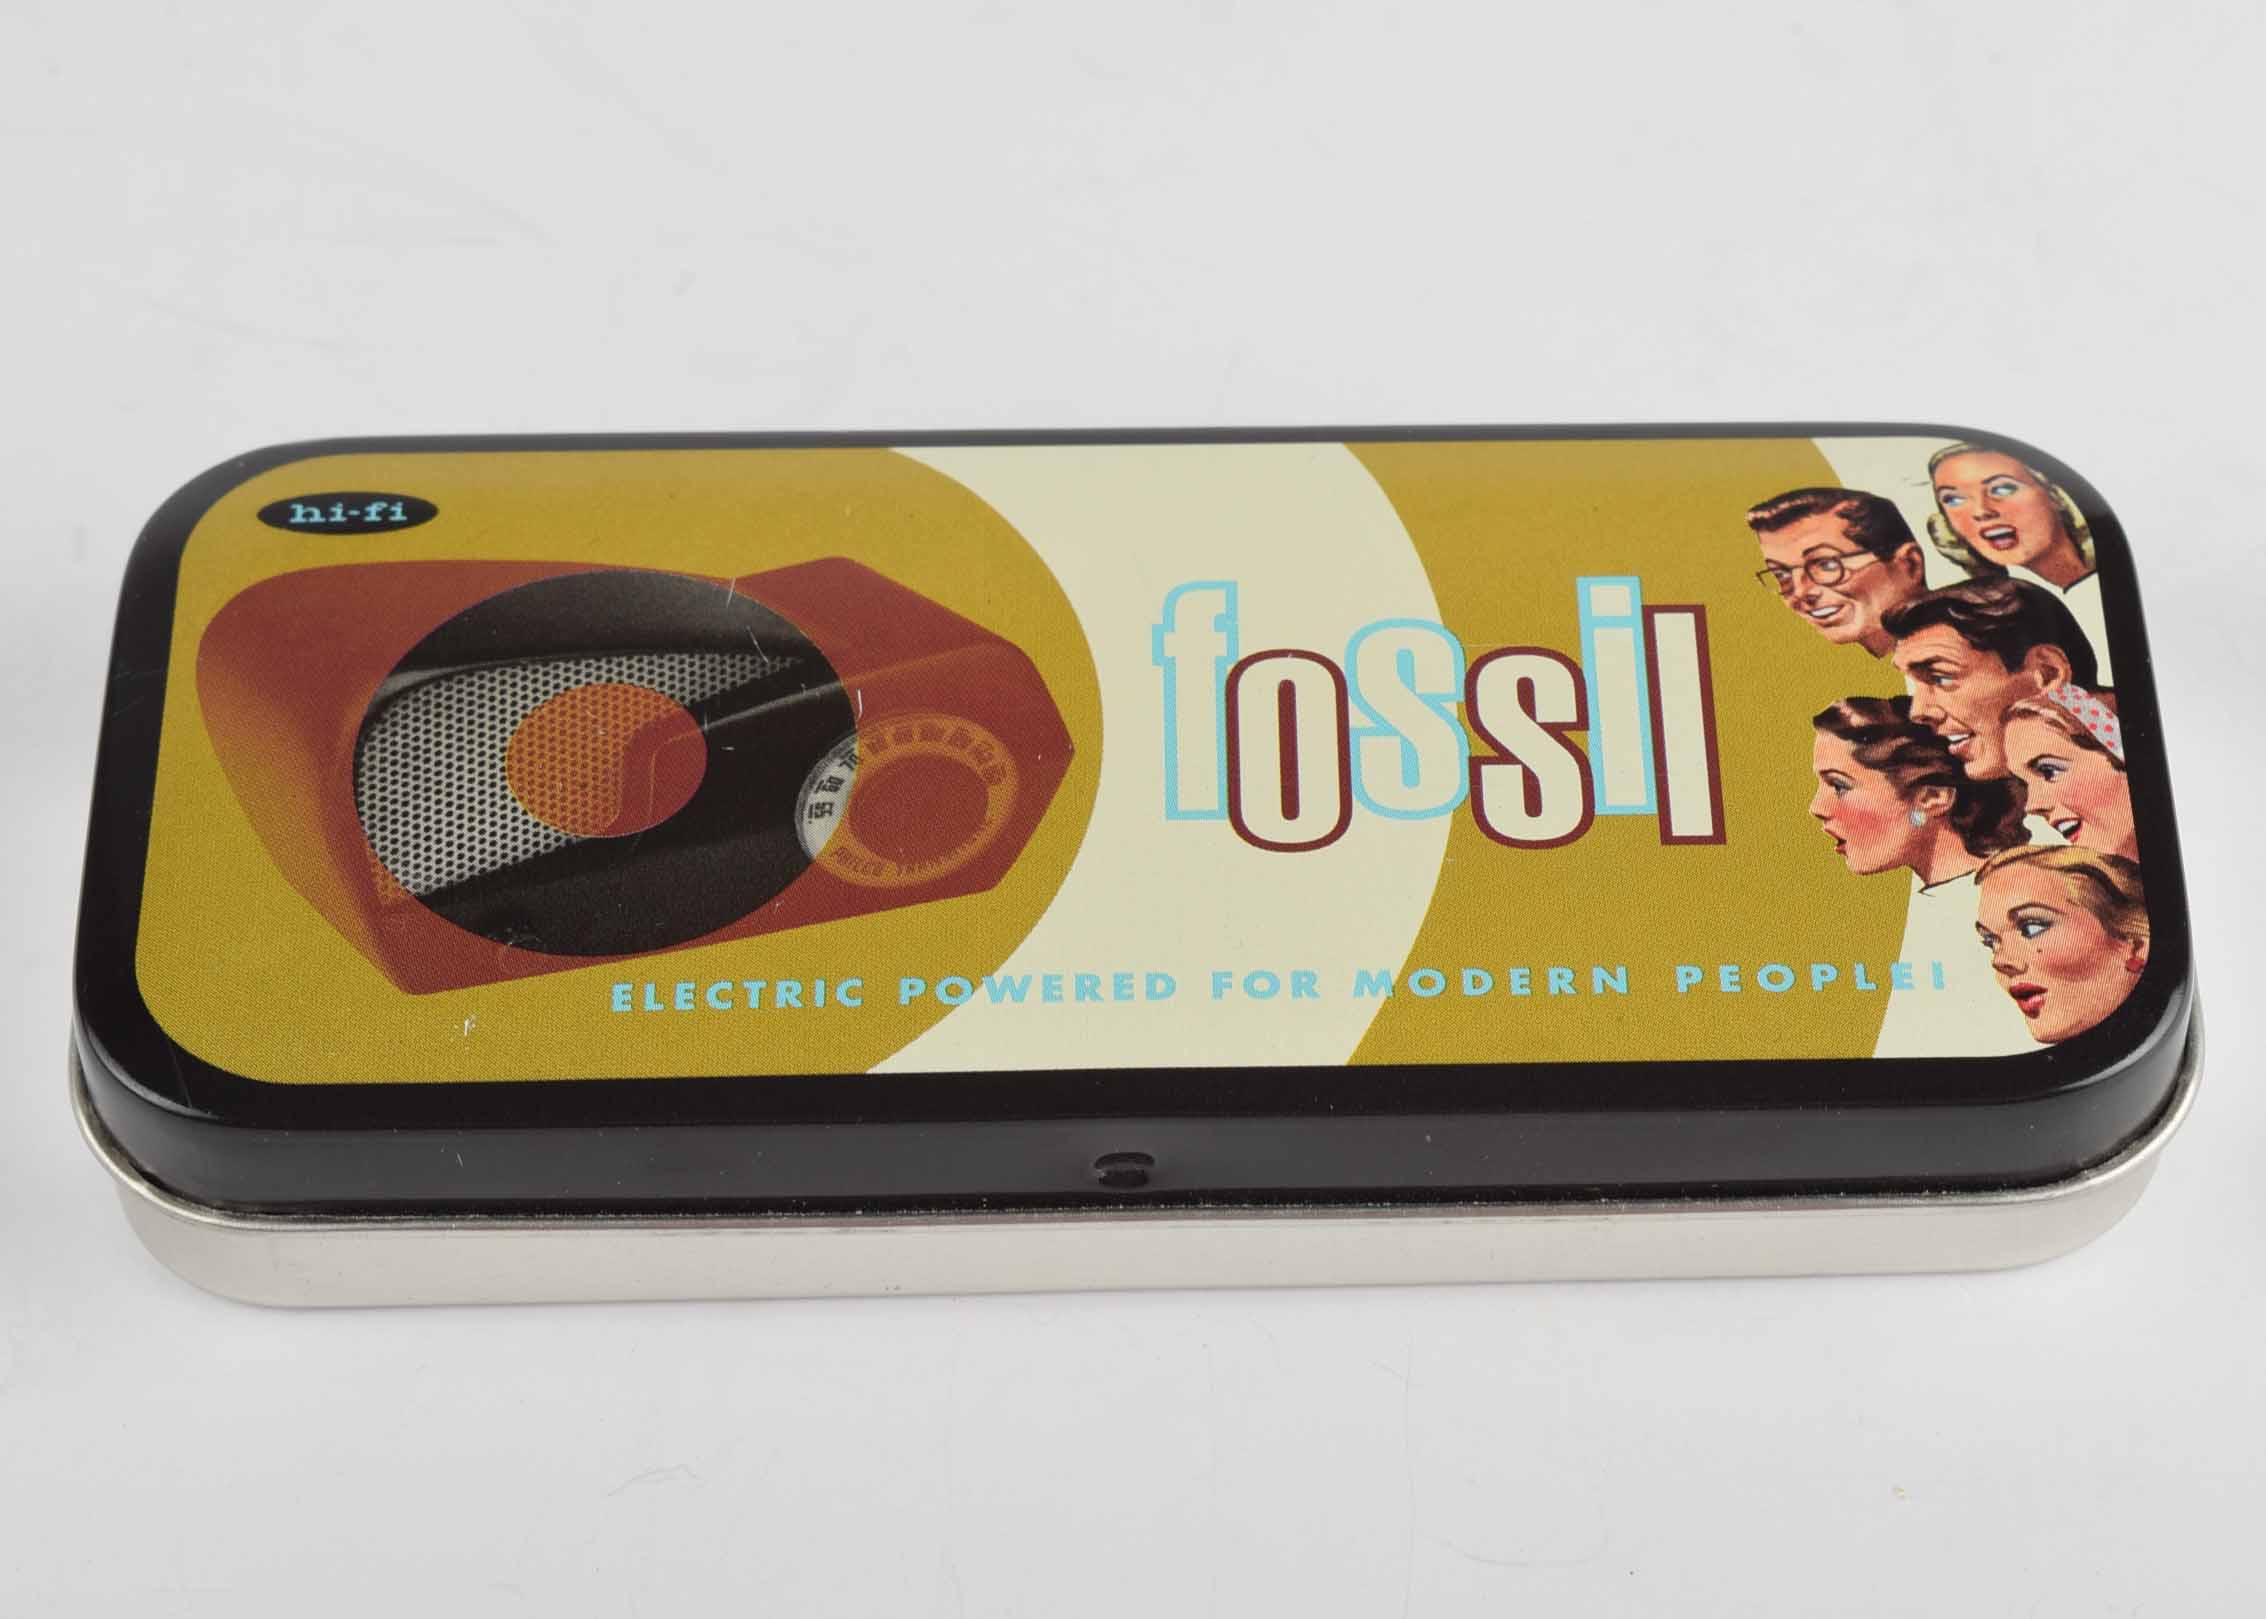 hi-fi
fossil
ELECTRIC POWERED FOR MODERN PEOPLE!